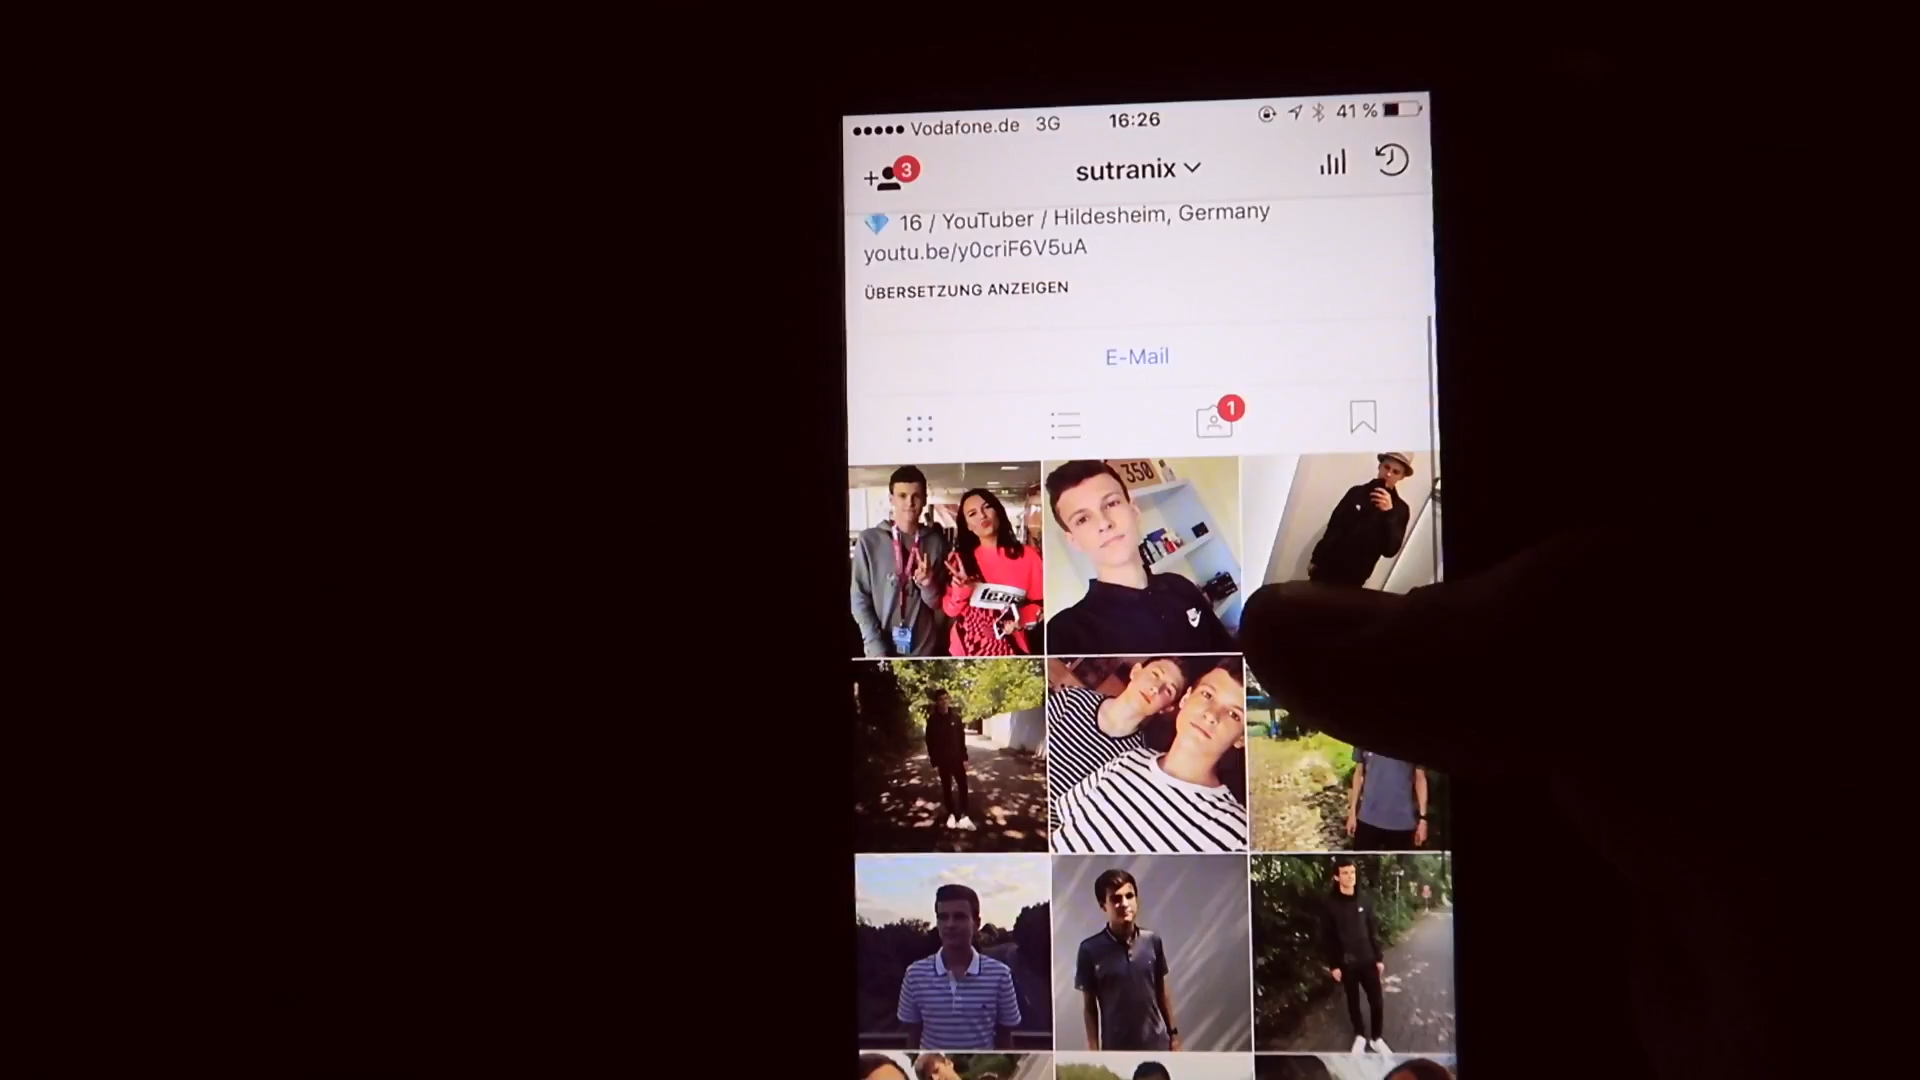 Vodafone.de 3G 16:26 41 %
3
sutranix
16 / YouTuber / Hildesheim, Germany
youtu.be/y0criF6V5uA
ÜBERSETZUNG ANZEIGEN
E-Mail
1
350